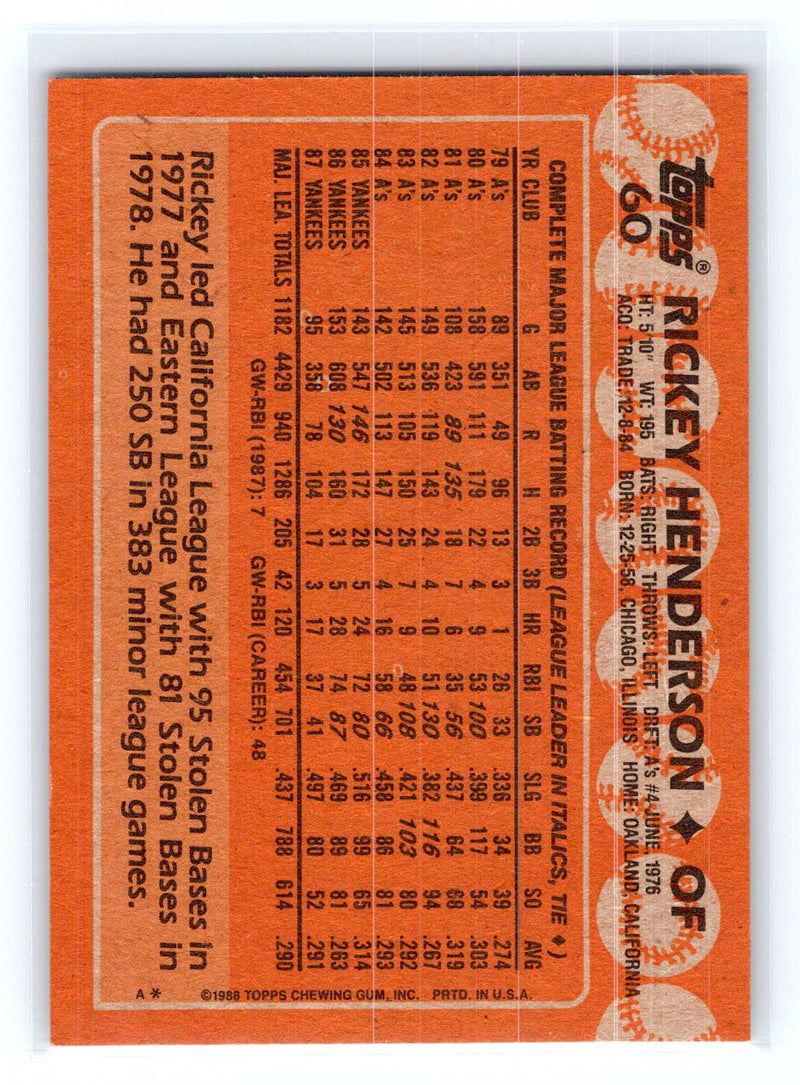 Topps®
60
RICKEY HENDERSON ♦ OF
HT: 5'10" WT: 195 BATS: RIGHT THROWS: LEFT DRFT: A's #4-JUNE, 1976
ACQ: TRADE, 12-8-84 BORN: 12-25-58, CHICAGO, ILLINOIS HOME: OAKLAND, CALIFORNIA
COMPLETE MAJOR LEAGUE BATTING RECORD (LEAGUE LEADER IN ITALICS, TIE ♦)
YR CLUB G AB R H 2B 3B HR RBI SB SLG BB SO AVG
79 A's 89 351 49 96 13 3 1 26 33 .336 34 39 .274
80 A's 158 591 111 179 22 4 9 53 100 .399 117 54 .303
81 A's 108 423 89 135 18 7 6 35 56 .437 64 68 .319
82 A's 149 536 119 143 24 4 10 51 130 .382 116 94 .267
83 A's 145 513 105 150 25 7 9 48 108 .421 103 80 .292
84 A's 142 502 113 147 27 4 16 58 66 .458 86 81 .293
85 YANKEES 143 547 146 172 28 5 24 72 80 .516 99 65 .314
86 YANKEES 153 608 130 160 31 5 28 74 87 .469 89 81 .263
87 YANKEES 95 358 78 104 17 3 17 37 41 .497 80 52 .291
MAJ. LEA. TOTALS 1182 4429 940 1286 205 42 120 454 701 .437 788 614 .290
GW-RBI (1987): 7 GW-RBI (CAREER): 48
Rickey led California League with 95 Stolen Bases in
1977 and Eastern League with 81 Stolen Bases in
1978. He had 250 SB in 383 minor league games.
A* ©1988 TOPPS CHEWING GUM, INC. PRTD. IN U.S.A.